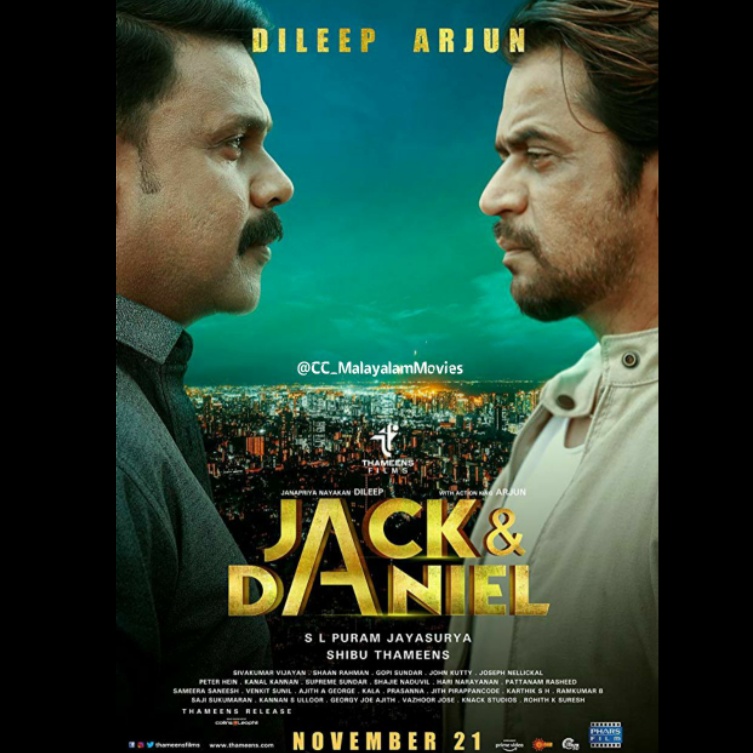 DILEEP ARJUN
@CC_MalayalamMovies
THAMEENS
FILMS
JANAPRIYA NAYAKAN DILEEP WITH ACTION KING ARJUN
JACK &
DANIEL
S L PURAM JAYASURYA
SHIBU THAMEENS
SIVAKUMAR VIJAYAN . SHAAN RAHMAN . GOPI SUNDAR . JOHN KUTTY . JOSEPH NELLICKAL
PETER HEIN . KANAL KANNAN . SUPREME SUNDAR . SHAJE NADUVIL . HARI NARAYANAN . PATTANAM RASHEED
SAMEERA SANEESH . VENKIT SUNIL . AJITH A GEORGE . KALA . PRASANNA . JITH PIRAPPANCODE . KARTHIK S H . RAMKUMAR B
SAJI SUKUMARAN . KANNAN S ULLOOR . GEORGY JOE AJITH . VAZHOOR JOSE . KNACK STUDIOS . ROHITH K SURESH
THAMEENS RELEASE
thameensfilms www.thameens.com
NOVEMBER 21
prime video
PHARS
FILM